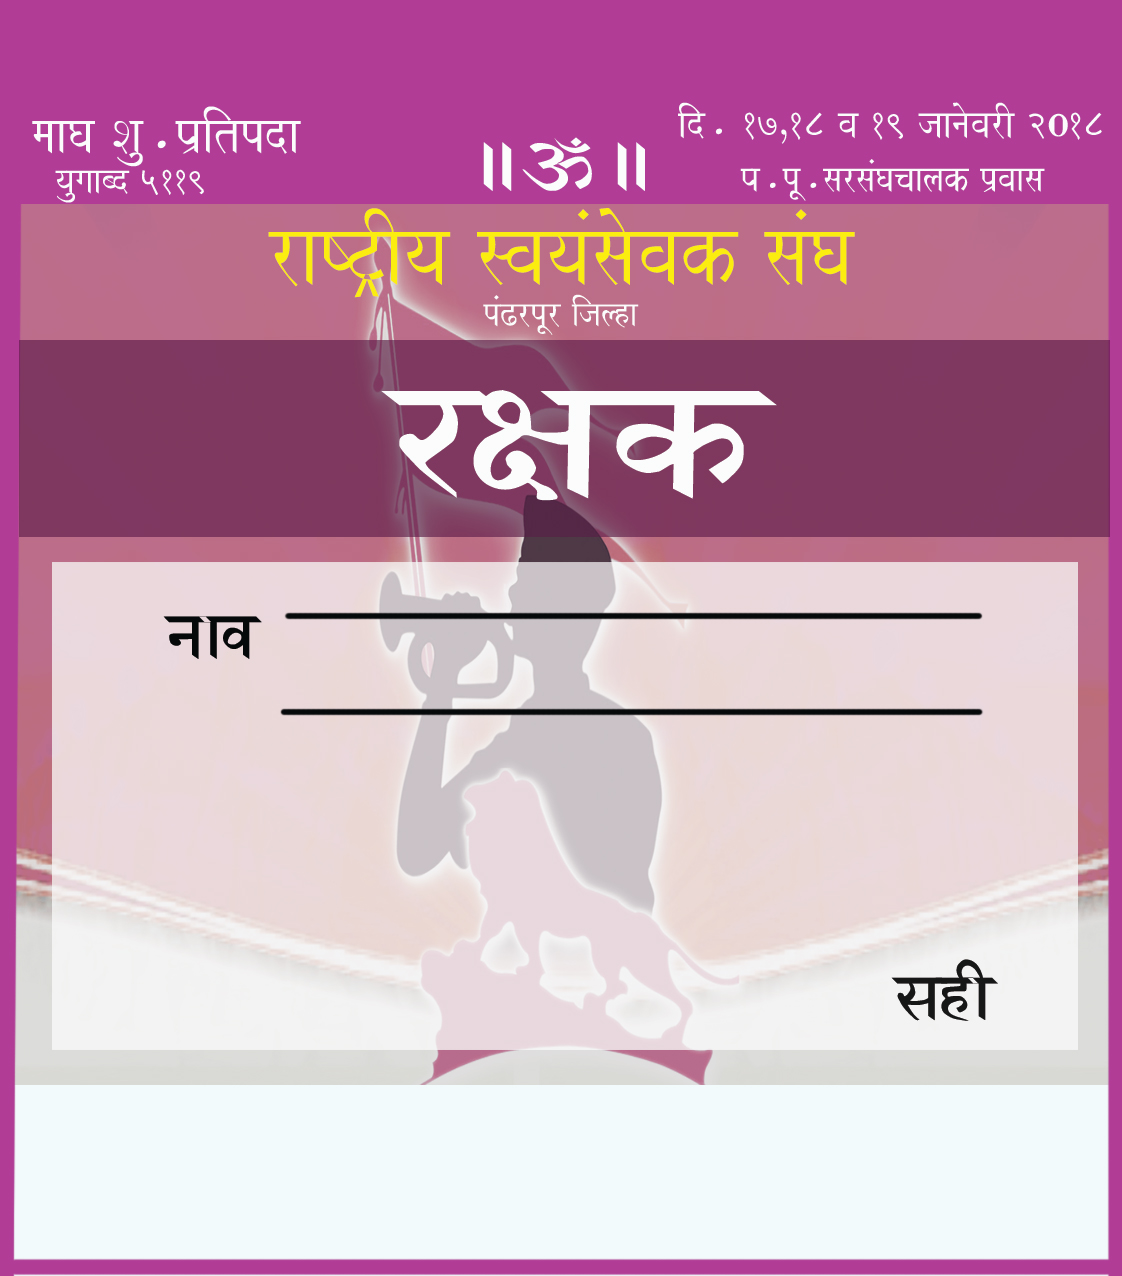 माघ शु . प्रतिपदा
युगाब्द ५११९
॥ ॐ ॥
दि . १७,१८ व १९ जानेवरी २०१८
प . पू . सरसंघचालक प्रवास
राष्ट्रीय स्वयंसेवक संघ
पंढरपूर जिल्हा
रक्षक
नाव
सही